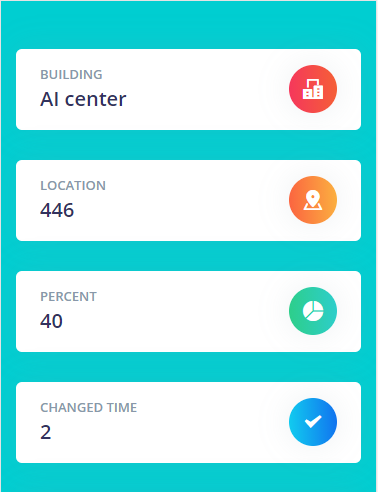 BUILDING
AI center
LOCATION
446
PERCENT
40
CHANGED TIME
2